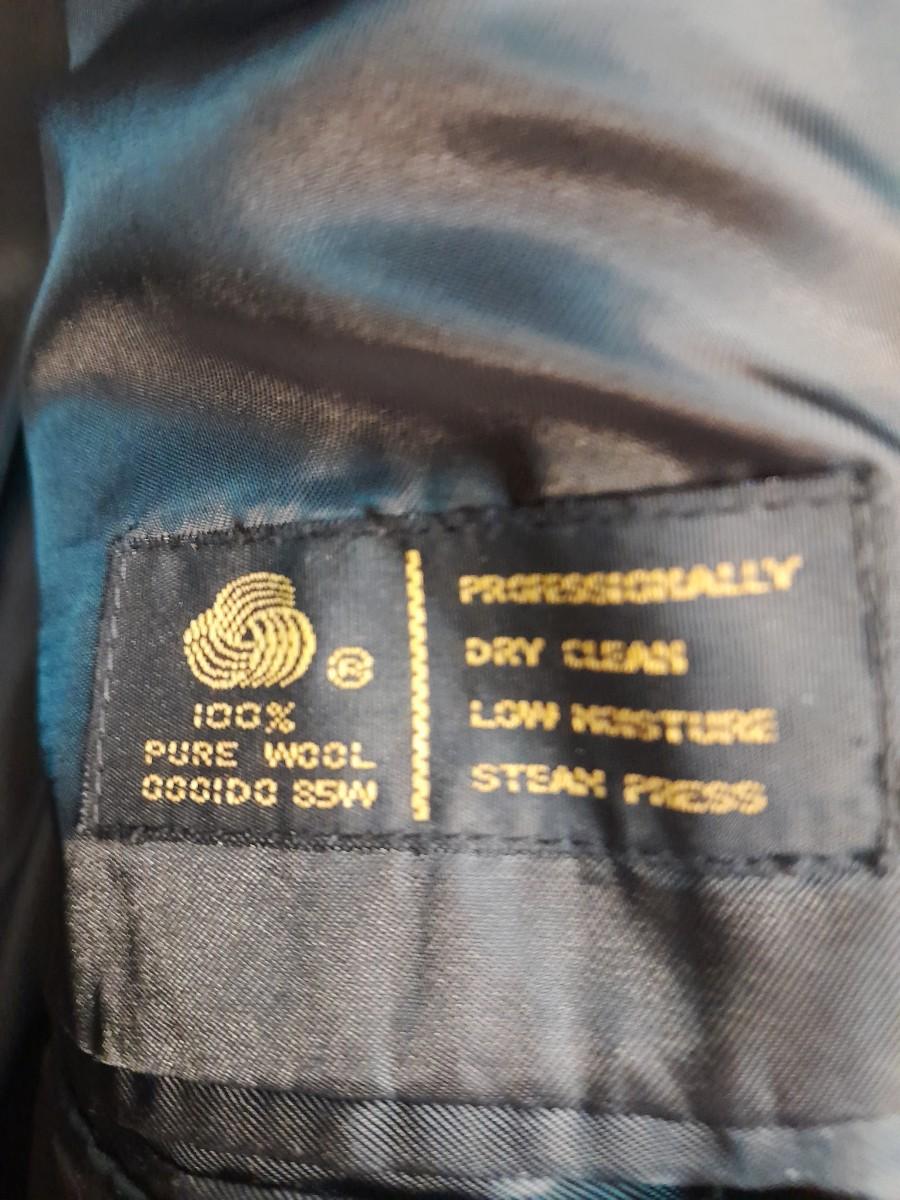 ®
100%
PURE WOOL
PROFESSIONALLY
DRY CLEAN
LOW MOISTURE
STEAM PRESS